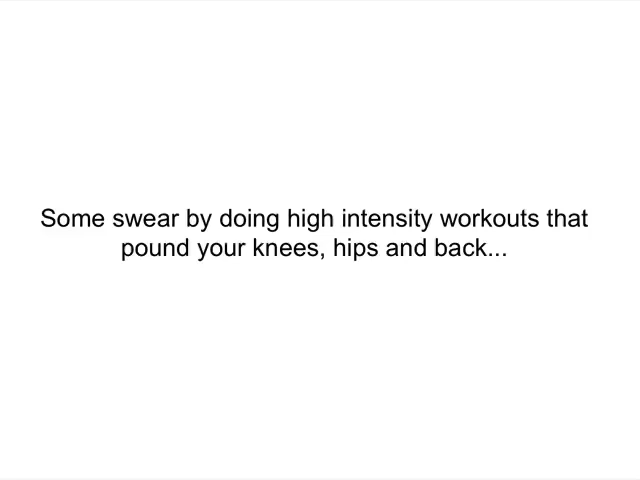 Some swear by doing high intensity workouts that
pound your knees, hips and back...